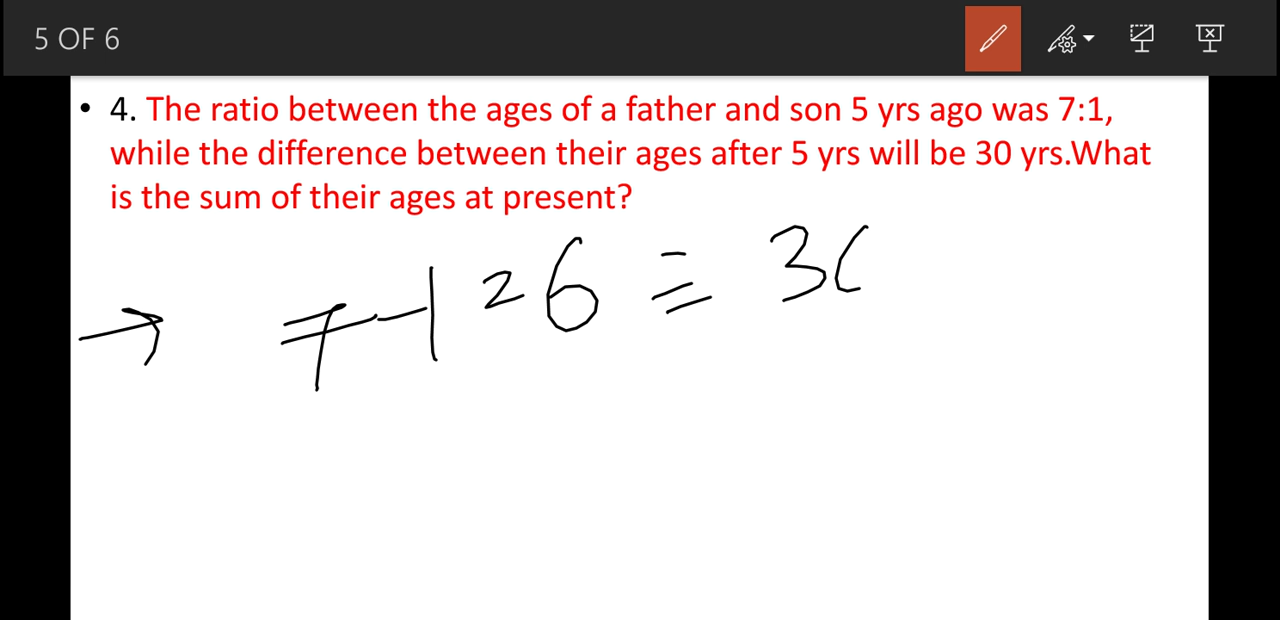 5 OF 6
• 4. The ratio between the ages of a father and son 5 yrs ago was 7:1,
while the difference between their ages after 5 yrs will be 30 yrs.What
is the sum of their ages at present?
→ 7-1 = 6 = 30